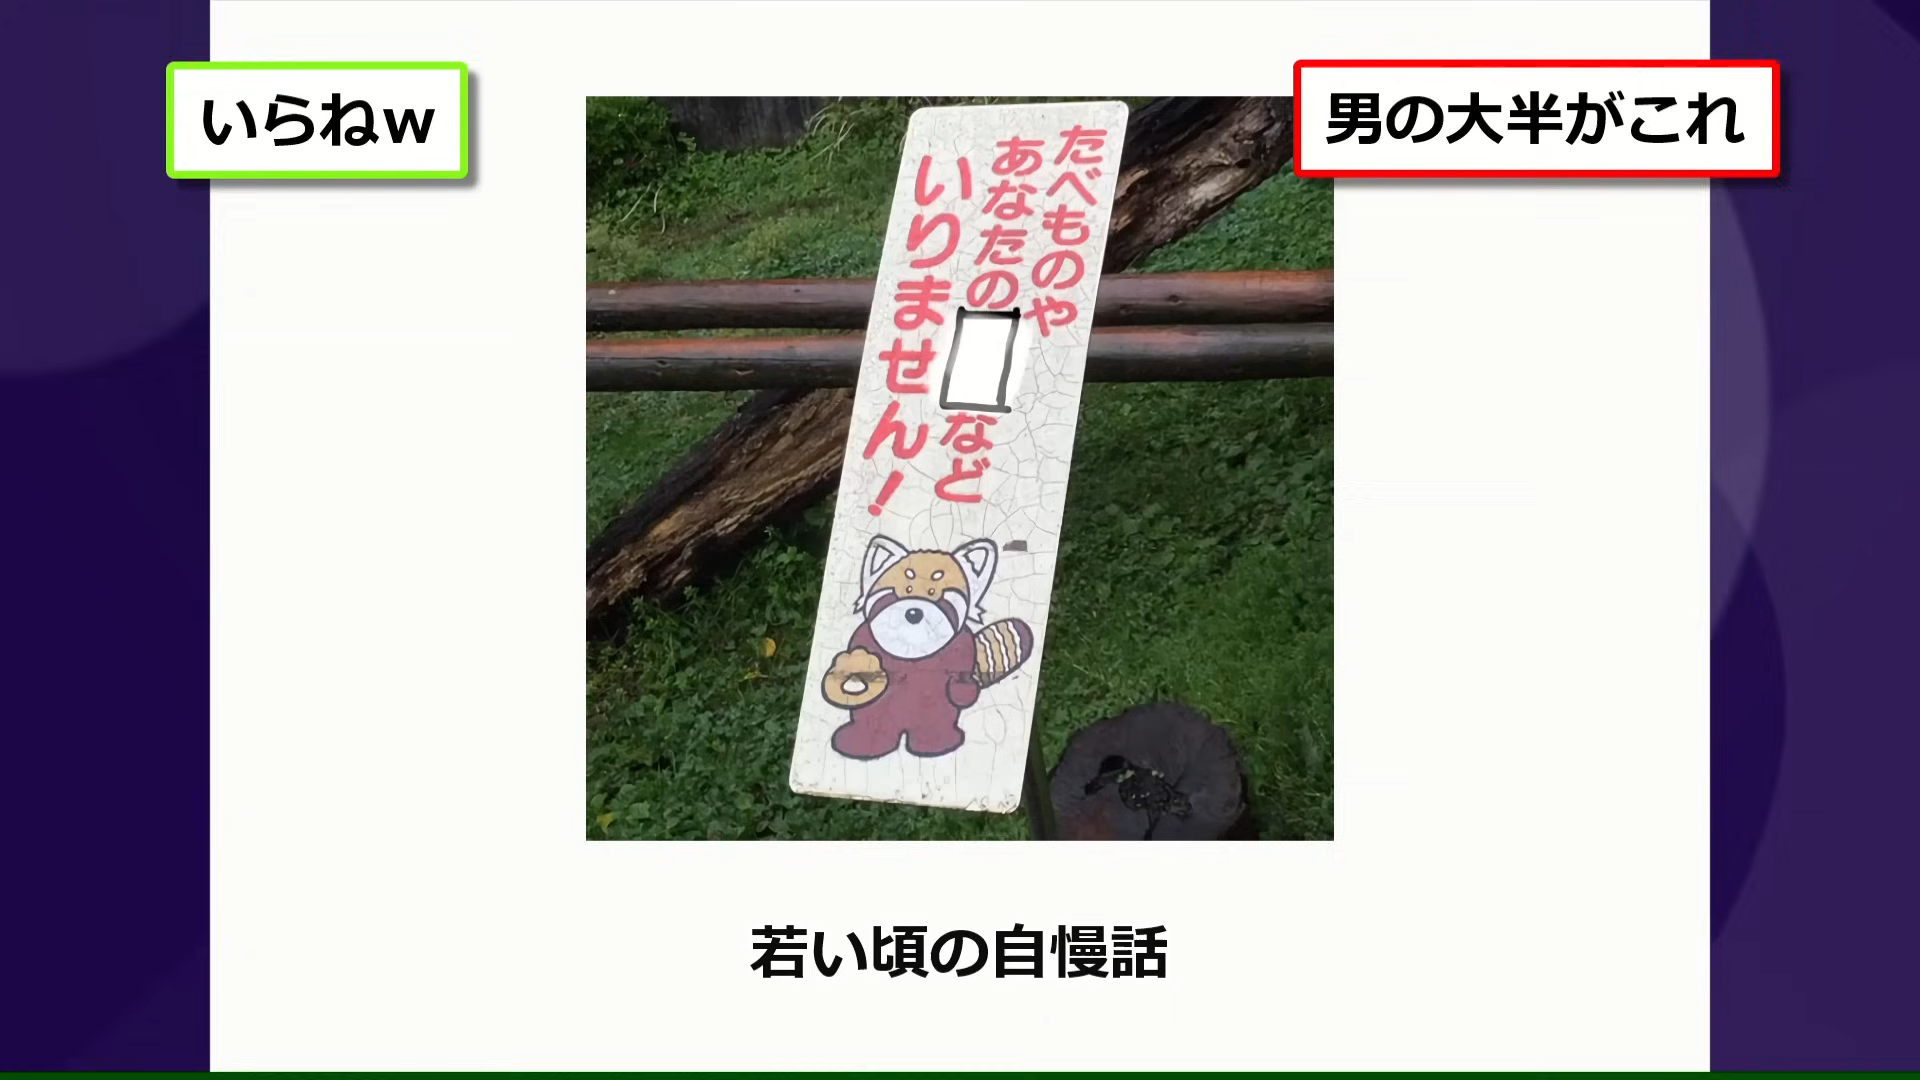 いらねw
男の大半がこれ
たべものや
あなたの
など
いりません!
若い頃の自慢話